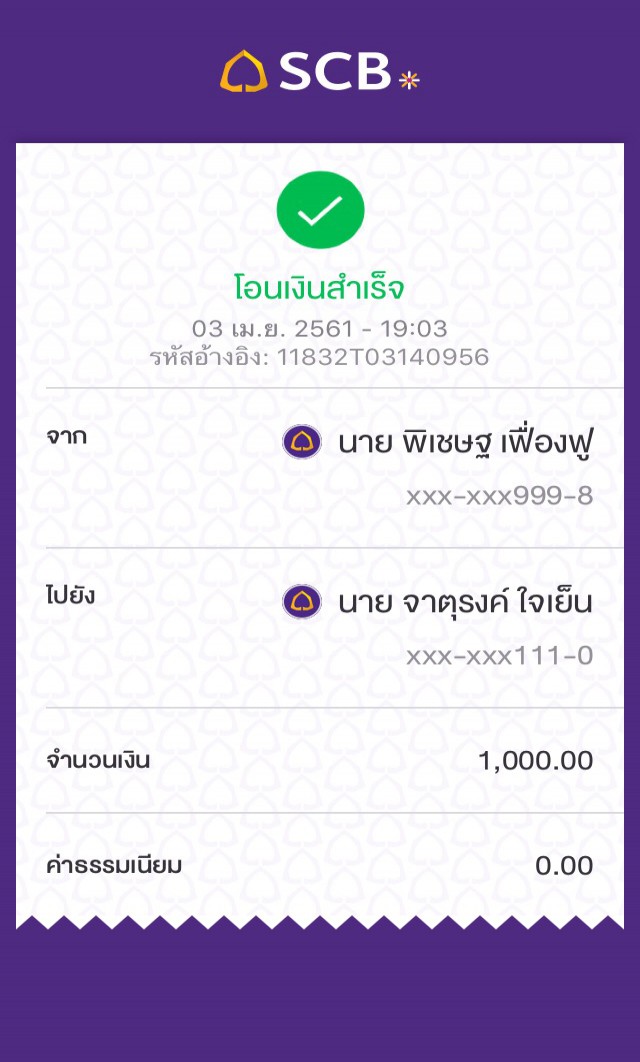 SCB
โอนเงินสำเร็จ
03 เม.ย. 2561 - 19:03
รหัสอ้างอิง: 11832T03140956
จาก นาย พิเชษฐ เฟื่องฟู
xxx-xxx999-8
ไปยัง นาย จาตุรงค์ ใจเย็น
xxx-xxx111-0
จำนวนเงิน 1,000.00
ค่าธรรมเนียม 0.00